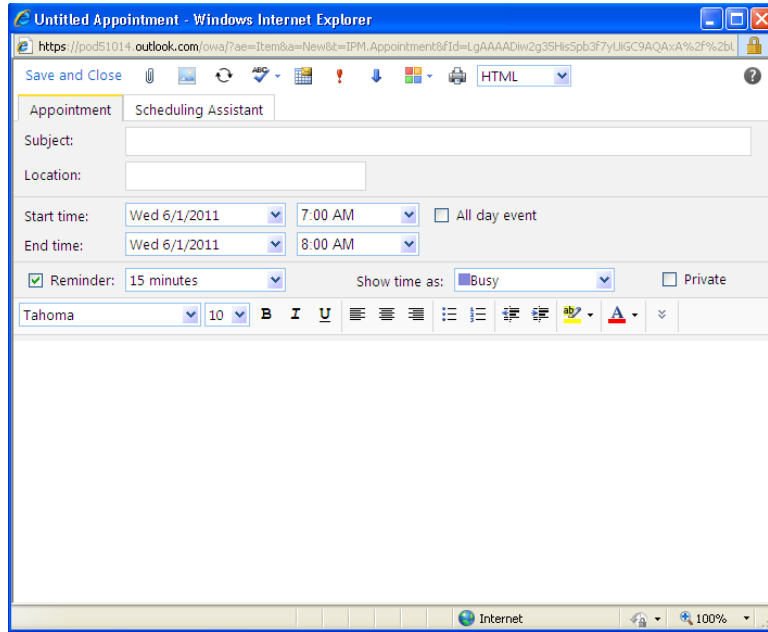 Untitled Appointment - Windows Internet Explorer
https://pod51014.outlook.com/owa/?ae=Item&a=New&t=IPM.Appointment&fId=LgAAAADiw2g35HisSpb3f7yUiGC9AQAxA%2f%2bL
Save and Close ABC HTML
Appointment Scheduling Assistant
Subject:
Location:
Start time: Wed 6/1/2011 7:00 AM All day event
End time: Wed 6/1/2011 8:00 AM
Reminder: 15 minutes Show time as: Busy Private
Tahoma 10 B I U ab A
Internet 100%